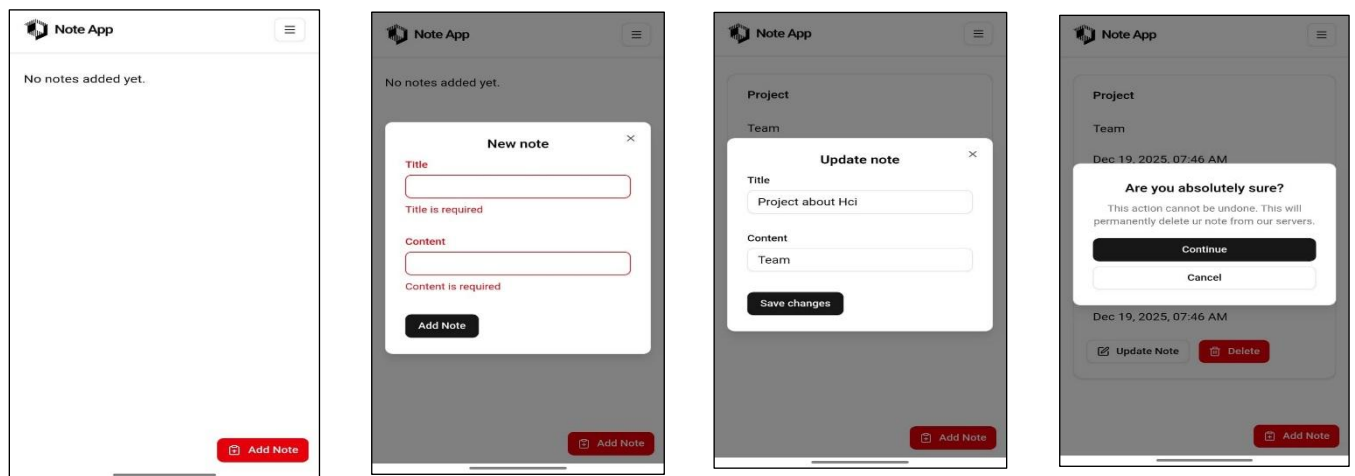 Note App
No notes added yet.
Add Note
Note App
No notes added yet.
New note
Title
Title is required
Content
Content is required
Add Note
Add Note
Note App
Project
Team
Update note
Title
Project about Hci
Content
Team
Save changes
Add Note
Note App
Project
Team
Dec 19, 2025, 07:46 AM
Are you absolutely sure?
This action cannot be undone. This will
permanently delete ur note from our servers.
Continue
Cancel
Dec 19, 2025, 07:46 AM
Update Note Delete
Add Note